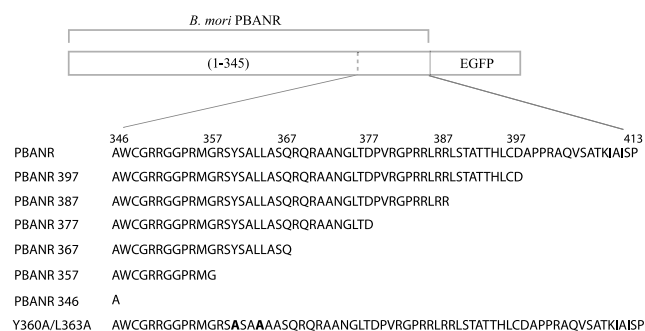 B. mori PBANR
(1-345) EGFP
346 357 367 377 387 397 413
PBANR AWCGRRGGPRMGRSYSALLASQRQRAANGLTDPVRGPRRLRRLSTATTHLCDAPPRAQVSATKIAISP
PBANR 397 AWCGRRGGPRMGRSYSALLASQRQRAANGLTDPVRGPRRLRRLSTATTHLCD
PBANR 387 AWCGRRGGPRMGRSYSALLASQRQRAANGLTDPVRGPRRLRR
PBANR 377 AWCGRRGGPRMGRSYSALLASQRQRAANGLTD
PBANR 367 AWCGRRGGPRMGRSYSALLASQ
PBANR 357 AWCGRRGGPRMG
PBANR 346 A
Y360A/L363A AWCGRRGGPRMGRSASAAAASQRQRAANGLTDPVRGPRRLRRLSTATTHLCDAPPRAQVSATKIAISP